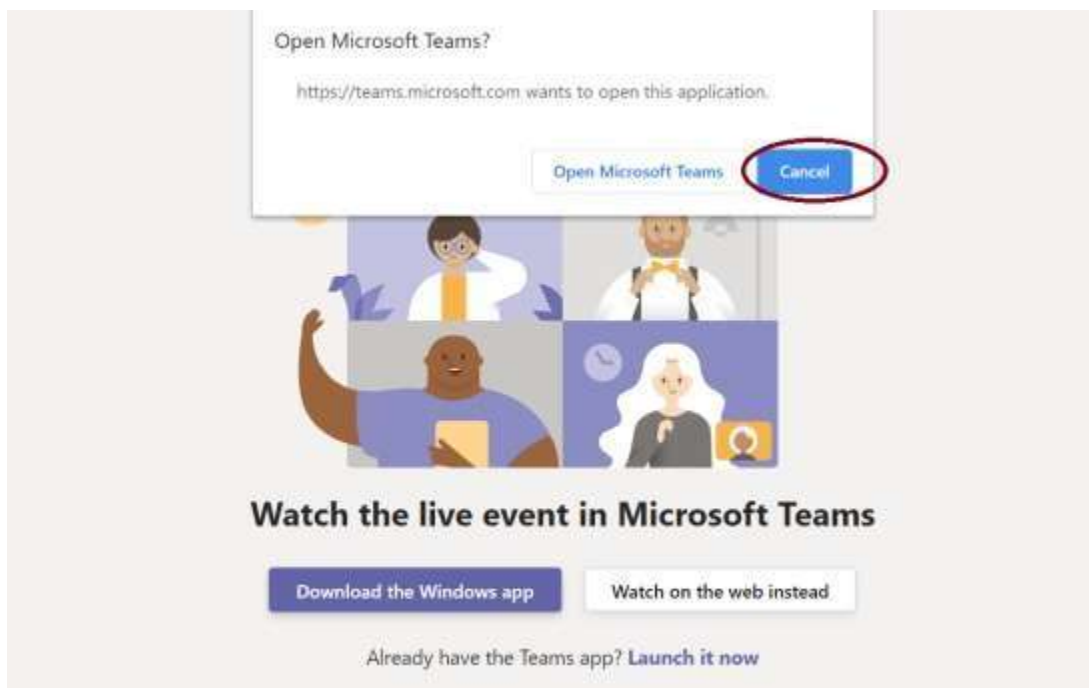 Open Microsoft Teams?
https://teams.microsoft.com wants to open this application.
Open Microsoft Teams Cancel
Watch the live event in Microsoft Teams
Download the Windows app Watch on the web instead
Already have the Teams app? Launch it now